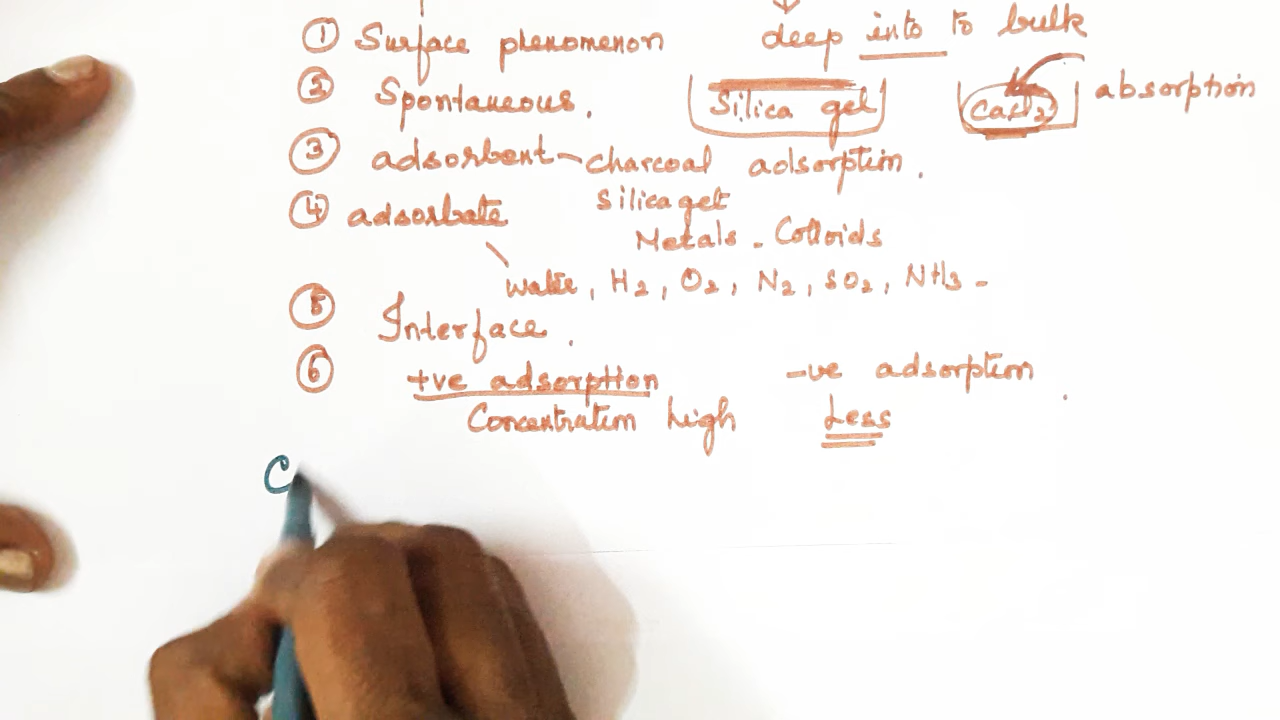 ① Surface phenomenon deep into to bulk
② Spontaneous. Silica gel CaCl2 absorption
③ adsorbent - charcoal adsorption.
Silica gel
④ adsorbate
Metals - Colloids
water, H2, O2, N2, SO2, NH3 -
⑤ Interface.
⑥ +ve adsorption -ve adsorption
Concentration high Less
C